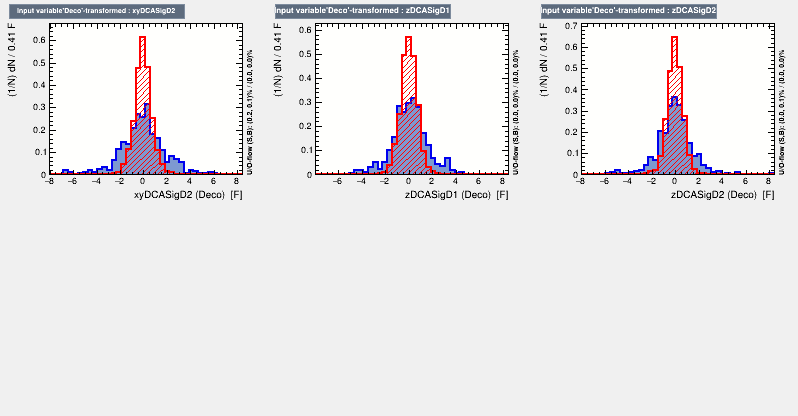 Input variable'Deco'-transformed : xyDCASigD2
(1/N) dN / 0.41 F
0.6
0.5
0.4
0.3
0.2
0.1
0
−8 −6 −4 −2 0 2 4 6 8
xyDCASigD2 (Deco) [F]
U/O-flow (S,B): (0.2, 0.1)% / (0.0, 0.0)%
nput variable'Deco'-transformed : zDCASigD1
(1/N) dN / 0.41 F
0.6
0.5
0.4
0.3
0.2
0.1
0
−6 −4 −2 0 2 4 6 8
zDCASigD1 (Deco) [F]
U/O-flow (S,B): (0.0, 0.0)% / (0.0, 0.0)%
nput variable'Deco'-transformed : zDCASigD2
(1/N) dN / 0.41 F
0.7
0.6
0.5
0.4
0.3
0.2
0.1
0
−8 −6 −4 −2 0 2 4 6 8
zDCASigD2 (Deco) [F]
U/O-flow (S,B): (0.0, 0.1)% / (0.0, 0.0)%